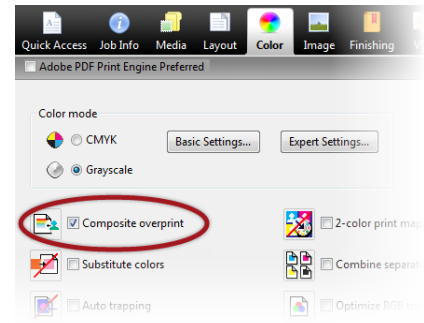 Quick Access Job Info Media Layout Color Image Finishing
Adobe PDF Print Engine Preferred
Color mode
CMYK Basic Settings... Expert Settings...
Grayscale
Composite overprint 2-color print map
Substitute colors Combine separat
Auto trapping Optimize RGB